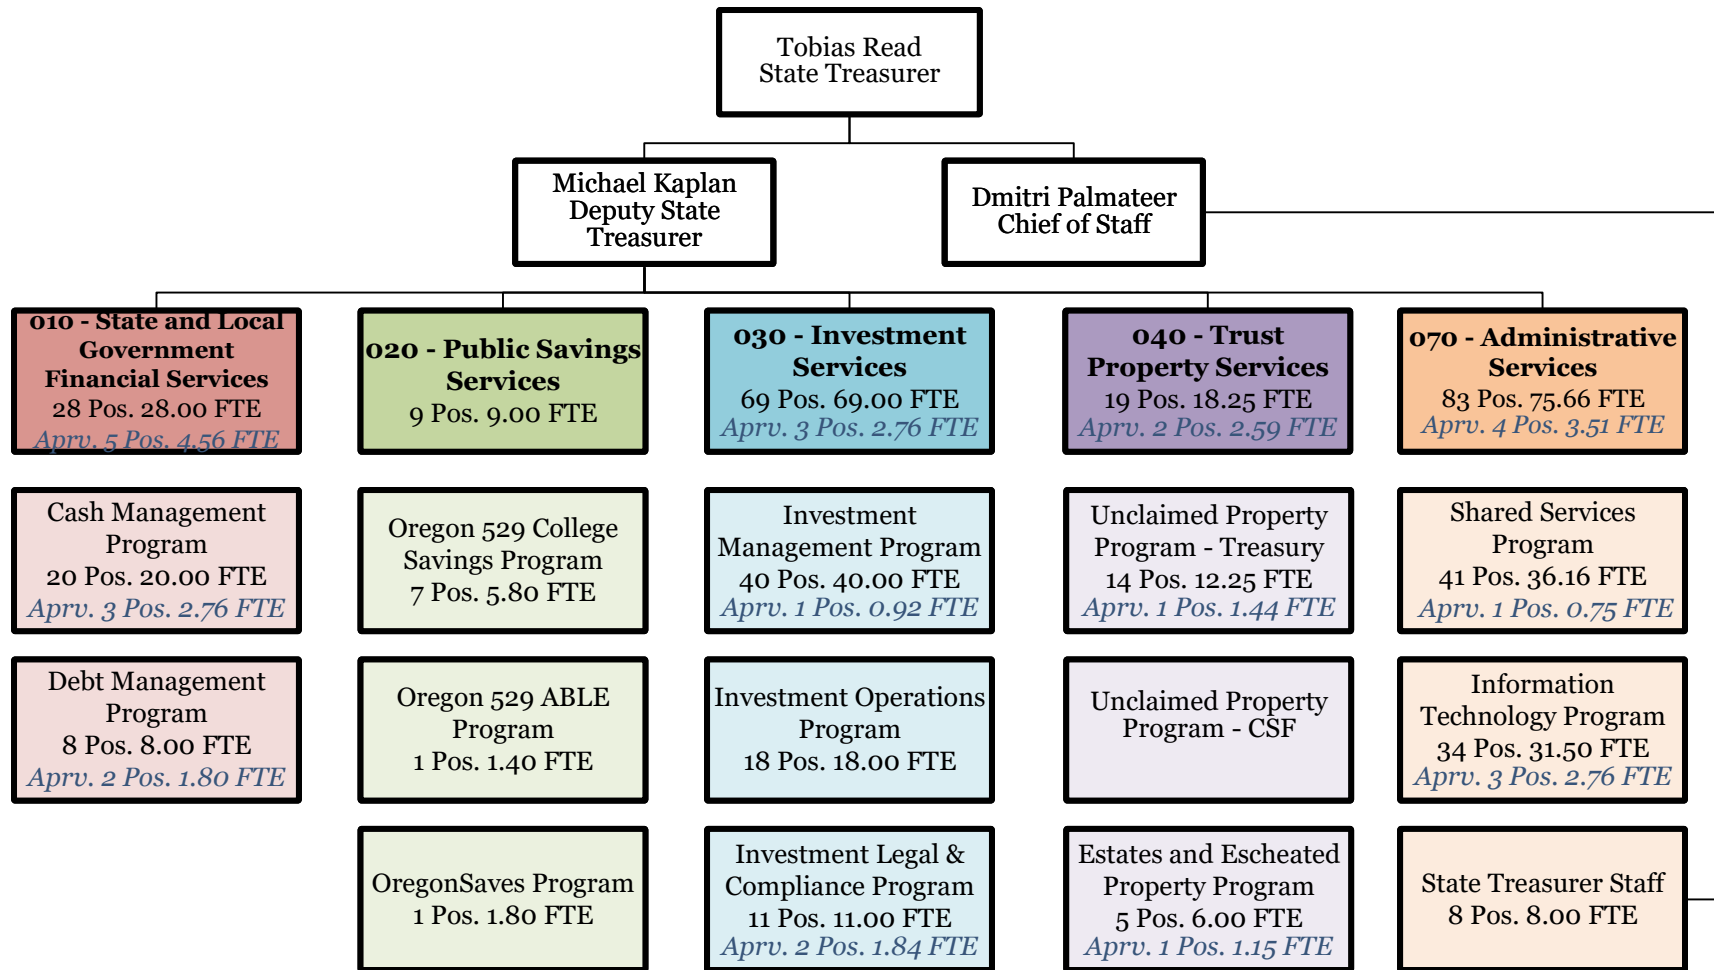 Tobias Read
State Treasurer
Michael Kaplan
Deputy State
Treasurer
Dmitri Palmateer
Chief of Staff
010 - State and Local
Government
Financial Services
28 Pos. 28.00 FTE
Aprv. 5 Pos. 4.56 FTE
020 - Public Savings
Services
9 Pos. 9.00 FTE
030 - Investment
Services
69 Pos. 69.00 FTE
Aprv. 3 Pos. 2.76 FTE
040 - Trust
Property Services
19 Pos. 18.25 FTE
Aprv. 2 Pos. 2.59 FTE
070 - Administrative
Services
83 Pos. 75.66 FTE
Aprv. 4 Pos. 3.51 FTE
Cash Management
Program
20 Pos. 20.00 FTE
Aprv. 3 Pos. 2.76 FTE
Oregon 529 College
Savings Program
7 Pos. 5.80 FTE
Investment
Management Program
40 Pos. 40.00 FTE
Aprv. 1 Pos. 0.92 FTE
Unclaimed Property
Program - Treasury
14 Pos. 12.25 FTE
Aprv. 1 Pos. 1.44 FTE
Shared Services
Program
41 Pos. 36.16 FTE
Aprv. 1 Pos. 0.75 FTE
Debt Management
Program
8 Pos. 8.00 FTE
Aprv. 2 Pos. 1.80 FTE
Oregon 529 ABLE
Program
1 Pos. 1.40 FTE
Investment Operations
Program
18 Pos. 18.00 FTE
Unclaimed Property
Program - CSF
Information
Technology Program
34 Pos. 31.50 FTE
Aprv. 3 Pos. 2.76 FTE
OregonSaves Program
1 Pos. 1.80 FTE
Investment Legal &
Compliance Program
11 Pos. 11.00 FTE
Aprv. 2 Pos. 1.84 FTE
Estates and Escheated
Property Program
5 Pos. 6.00 FTE
Aprv. 1 Pos. 1.15 FTE
State Treasurer Staff
8 Pos. 8.00 FTE